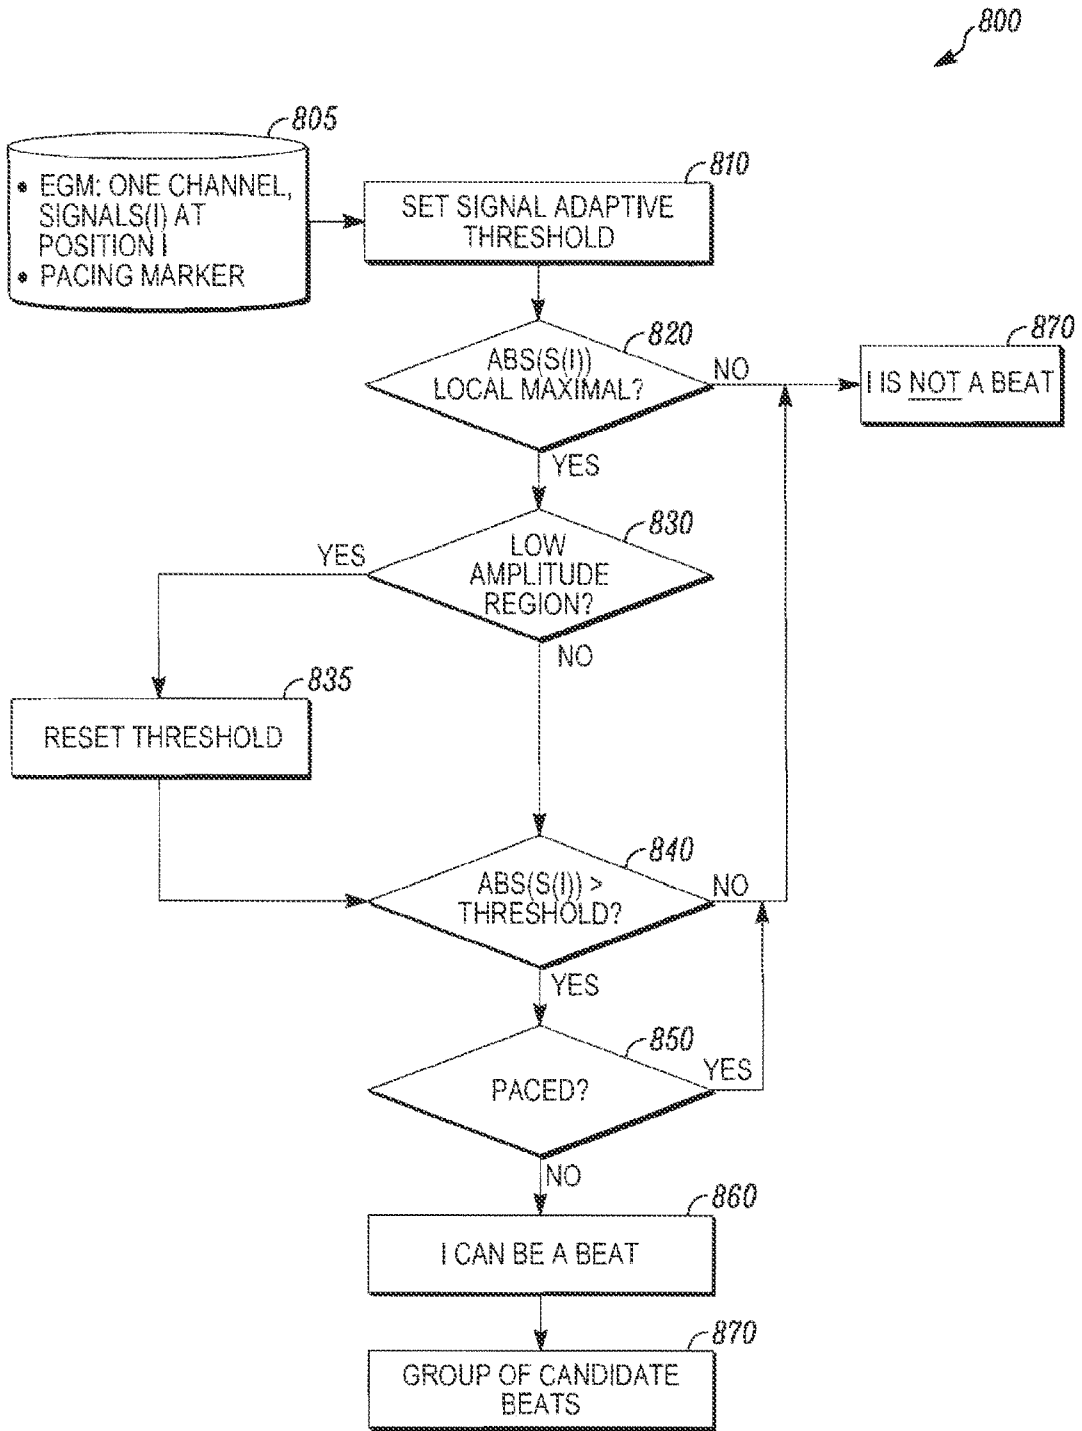 800
805
• EGM: ONE CHANNEL,
SIGNALS(I) AT
POSITION I
• PACING MARKER
810
SET SIGNAL ADAPTIVE
THRESHOLD
820
ABS(S(I))
LOCAL MAXIMAL?
NO
870
I IS NOT A BEAT
YES
830
LOW
AMPLITUDE
REGION?
YES
NO
835
RESET THRESHOLD
840
ABS(S(I)) >
THRESHOLD?
NO
YES
850
PACED?
YES
NO
860
I CAN BE A BEAT
870
GROUP OF CANDIDATE
BEATS